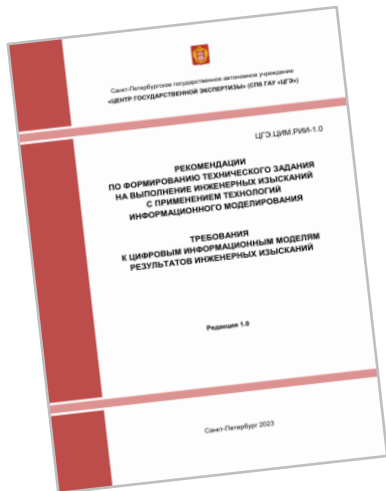 Санкт-Петербургское государственное автономное учреждение
«ЦЕНТР ГОСУДАРСТВЕННОЙ ЭКСПЕРТИЗЫ» (СПб ГАУ «ЦГЭ»)
ЦГЭ.ЦИМ.РИИ-1.0
РЕКОМЕНДАЦИИ
ПО ФОРМИРОВАНИЮ ТЕХНИЧЕСКОГО ЗАДАНИЯ
НА ВЫПОЛНЕНИЕ ИНЖЕНЕРНЫХ ИЗЫСКАНИЙ
С ПРИМЕНЕНИЕМ ТЕХНОЛОГИЙ
ИНФОРМАЦИОННОГО МОДЕЛИРОВАНИЯ
ТРЕБОВАНИЯ
К ЦИФРОВЫМ ИНФОРМАЦИОННЫМ МОДЕЛЯМ
РЕЗУЛЬТАТОВ ИНЖЕНЕРНЫХ ИЗЫСКАНИЙ
Редакция 1.0
Санкт-Петербург 2023